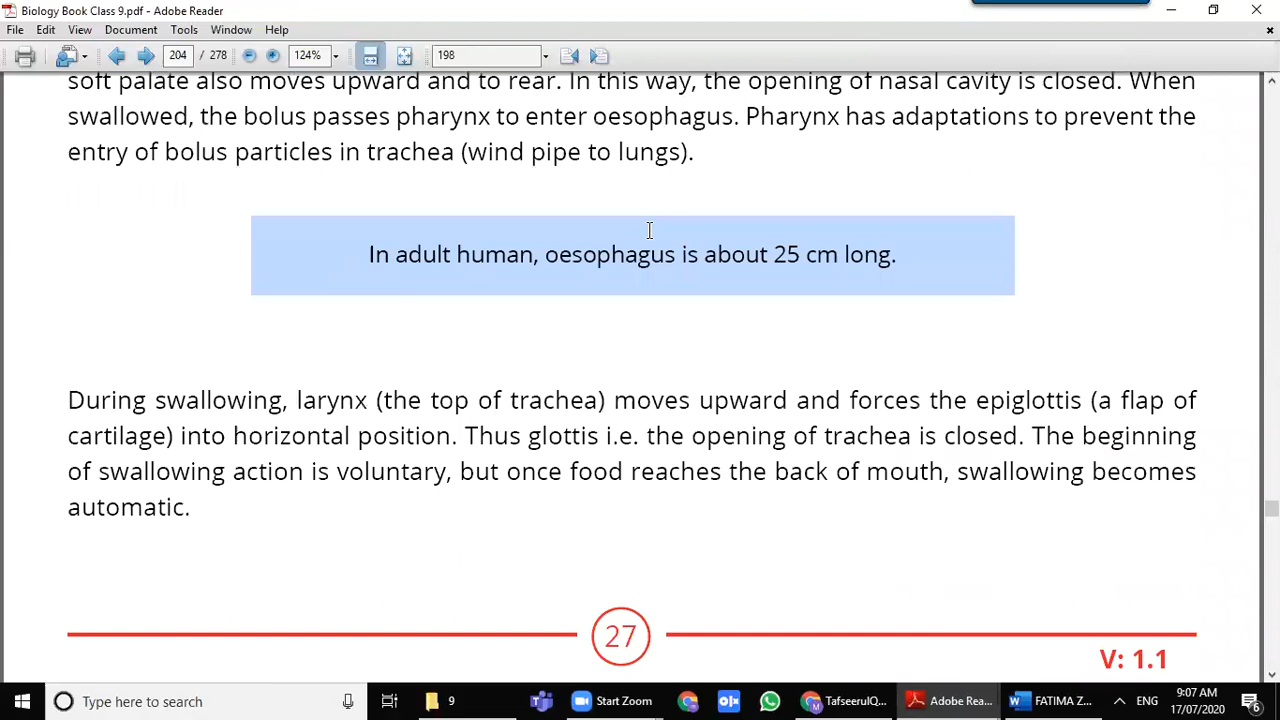 Biology Book Class 9.pdf - Adobe Reader
File Edit View Document Tools Window Help
204 / 278 124% 198
soft palate also moves upward and to rear. In this way, the opening of nasal cavity is closed. When
swallowed, the bolus passes pharynx to enter oesophagus. Pharynx has adaptations to prevent the
entry of bolus particles in trachea (wind pipe to lungs).
In adult human, oesophagus is about 25 cm long.
During swallowing, larynx (the top of trachea) moves upward and forces the epiglottis (a flap of
cartilage) into horizontal position. Thus glottis i.e. the opening of trachea is closed. The beginning
of swallowing action is voluntary, but once food reaches the back of mouth, swallowing becomes
automatic.
27
V: 1.1
Type here to search 9 Start Zoom TafseerulQ... Adobe Rea... FATIMA Z... ENG 9:07 AM
17/07/2020 6